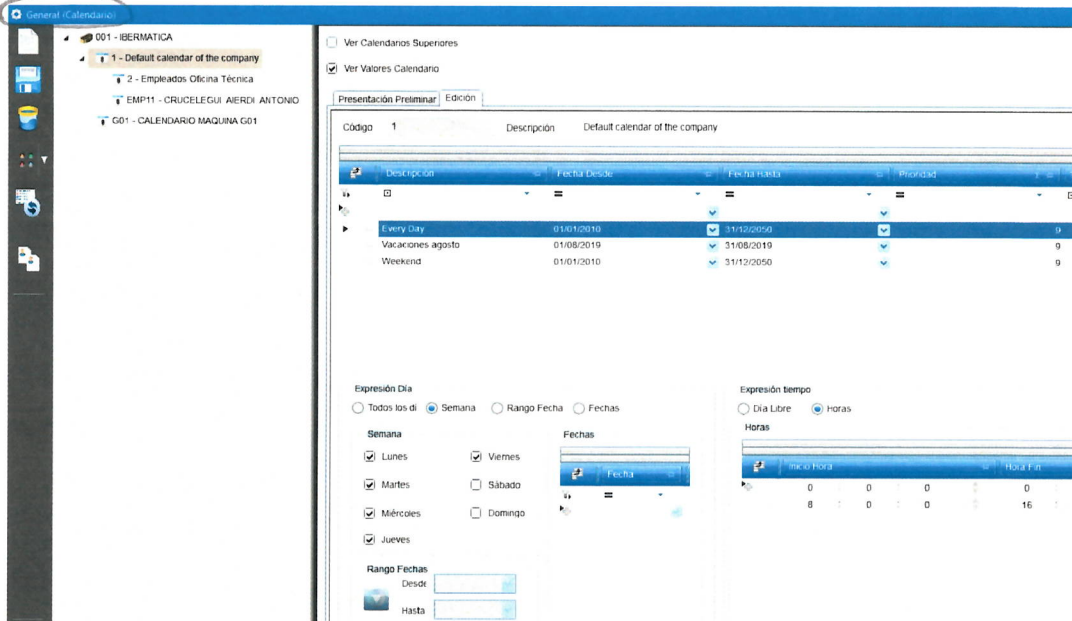 General (Calendario)
001 - IBERMATICA
1 - Default calendar of the company
2 - Empleados Oficina Técnica
EMP11 - CRUCELEGUI AIERDI ANTONIO
G01 - CALENDARIO MAQUINA G01
Ver Calendarios Superiores
Ver Valores Calendario
Presentación Preliminar Edición
Código 1 Descripción Default calendar of the company
Descripción Fecha Desde Fecha Hasta Prioridad
= = =
Every Day 01/01/2010 31/12/2050 9
Vacaciones agosto 01/08/2019 31/08/2019 9
Weekend 01/01/2010 31/12/2050 9
Expresión Día
Todos los dí Semana Rango Fecha Fechas
Semana
Lunes Viernes
Martes Sábado
Miércoles Domingo
Jueves
Fechas
Fecha
=
Rango Fechas
Desde
Hasta
Expresión tiempo
Día Libre Horas
Horas
Inicio Hora Hora Fin
0 : 0 : 0 0 :
8 : 0 : 0 16 :